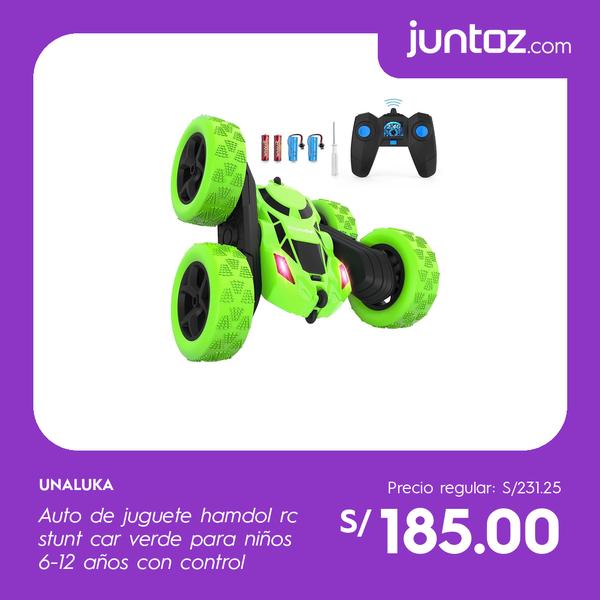 juntoz.com
UNALUKA
Auto de juguete hamdol rc
stunt car verde para niños
6-12 años con control
Precio regular: S/231.25
S/185.00